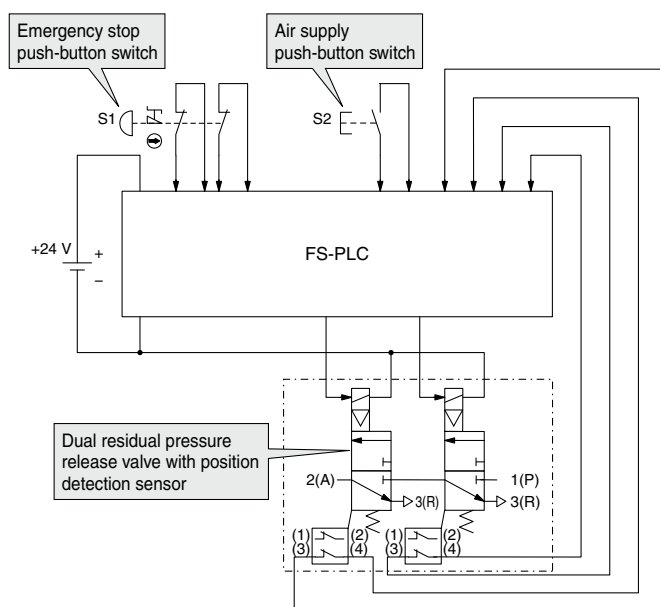 Emergency stop
push-button switch
Air supply
push-button switch
S1
S2
+24 V
+
−
FS-PLC
Dual residual pressure
release valve with position
detection sensor
2(A)
3(R)
1(P)
3(R)
(1)
(2)
(3)
(4)
(1)
(2)
(3)
(4)